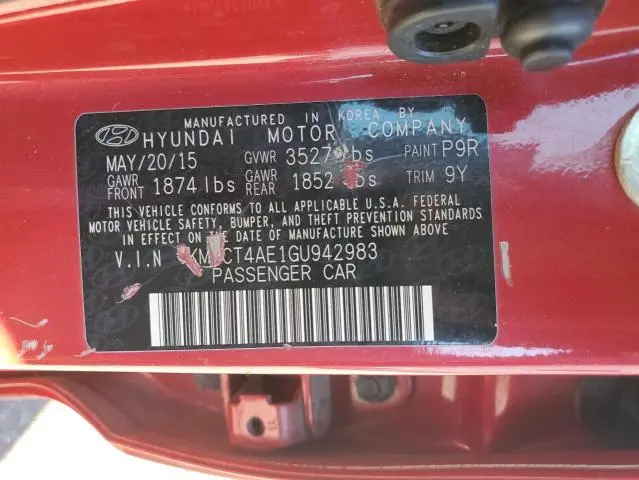 MANUFACTURED IN KOREA BY
HYUNDAI MOTOR COMPANY
MAY/20/15 GVWR 3527 lbs PAINT P9R
GAWR FRONT 1874 lbs GAWR REAR 1852 lbs TRIM 9Y
THIS VEHICLE CONFORMS TO ALL APPLICABLE U.S.A. FEDERAL
MOTOR VEHICLE SAFETY, BUMPER, AND THEFT PREVENTION STANDARDS
IN EFFECT ON THE DATE OF MANUFACTURE SHOWN ABOVE
V.I.N
PASSENGER CAR